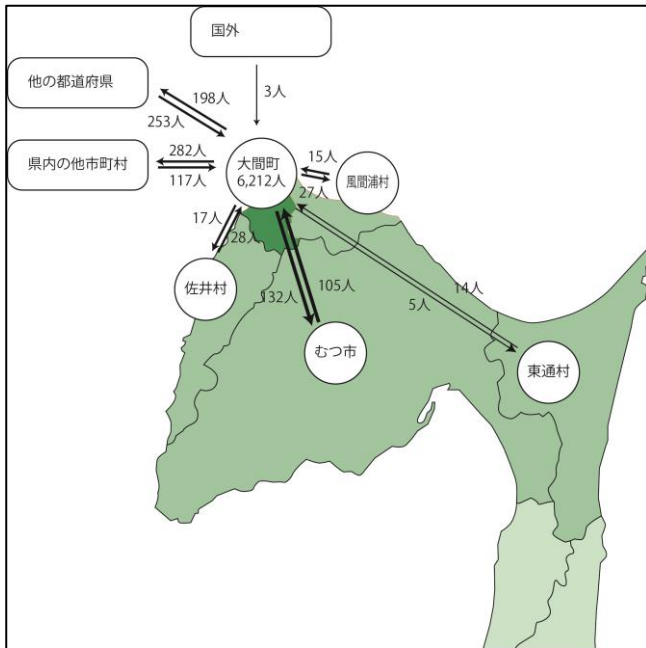 国外
他の都道府県
198人
3人
253人
県内の他市町村
282人
117人
大間町
6,212人
15人
27人
風間浦村
17人
28人
佐井村
132人
105人
14人
5人
むつ市
東通村